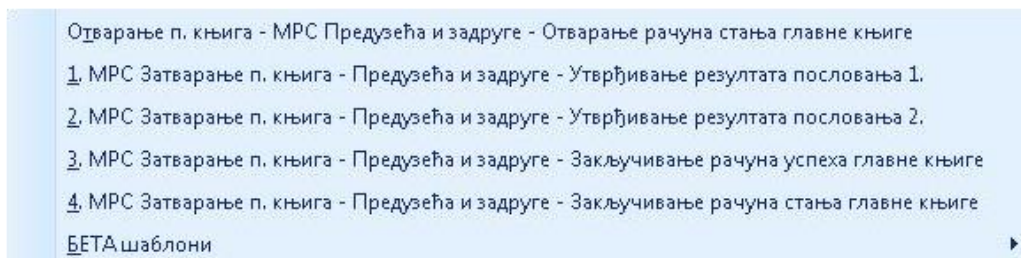 Отварање п. књига - МРС Предузећа и задруге - Отварање рачуна стања главне књиге
1. МРС Затварање п. књига - Предузећа и задруге - Утврђивање резултата пословања 1.
2. МРС Затварање п. књига - Предузећа и задруге - Утврђивање резултата пословања 2.
3. МРС Затварање п. књига - Предузећа и задруге - Закључивање рачуна успеха главне књиге
4. МРС Затварање п. књига - Предузећа и задруге - Закључивање рачуна стања главне књиге
БЕТА шаблони